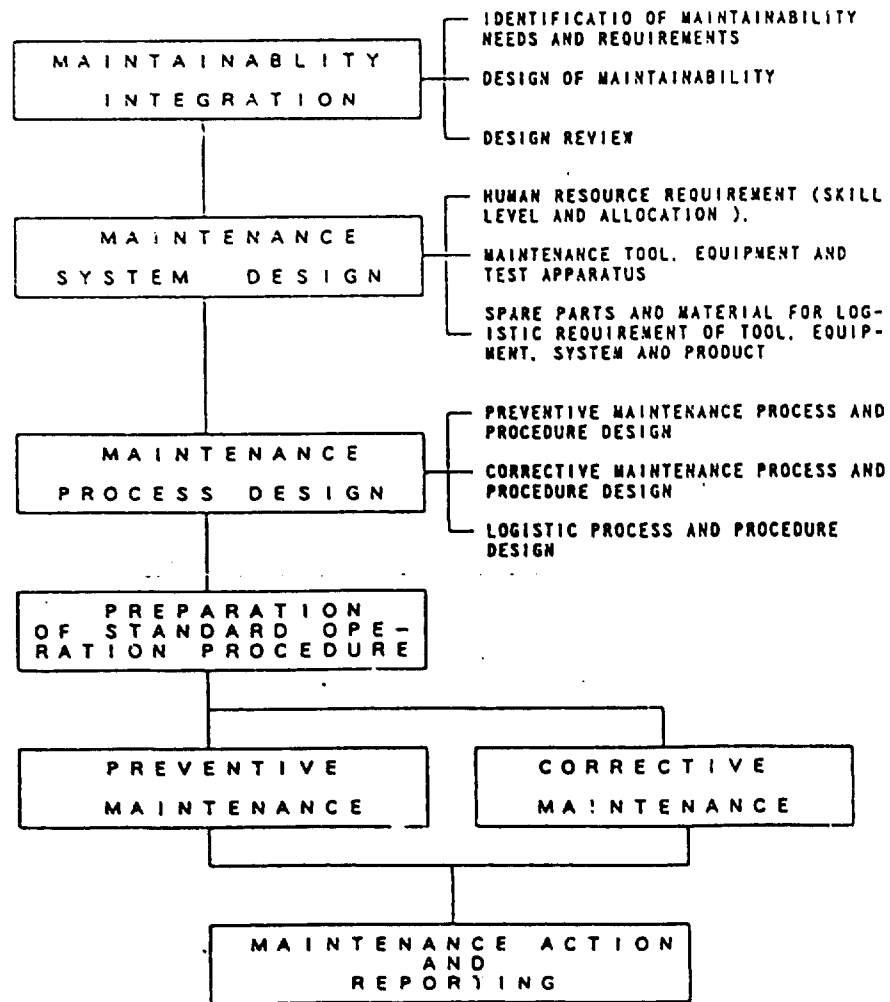 MAINTAINABLITY
INTEGRATION
IDENTIFICATIO OF MAINTAINABILITY
NEEDS AND REQUIREMENTS
DESIGN OF MAINTAINABILITY
DESIGN REVIEW
MAINTENANCE
SYSTEM DESIGN
HUMAN RESOURCE REQUIREMENT (SKILL
LEVEL AND ALLOCATION ).
MAINTENANCE TOOL, EQUIPMENT AND
TEST APPARATUS
SPARE PARTS AND MATERIAL FOR LOG-
ISTIC REQUIREMENT OF TOOL, EQUIP-
MENT, SYSTEM AND PRODUCT
MAINTENANCE
PROCESS DESIGN
PREVENTIVE MAINTENANCE PROCESS AND
PROCEDURE DESIGN
CORRECTIVE MAINTENANCE PROCESS AND
PROCEDURE DESIGN
LOGISTIC PROCESS AND PROCEDURE
DESIGN
PREPARATION
OF STANDARD OPE-
RATION PROCEDURE
PREVENTIVE
MAINTENANCE
CORRECTIVE
MAINTENANCE
MAINTENANCE ACTION
AND
REPORTING